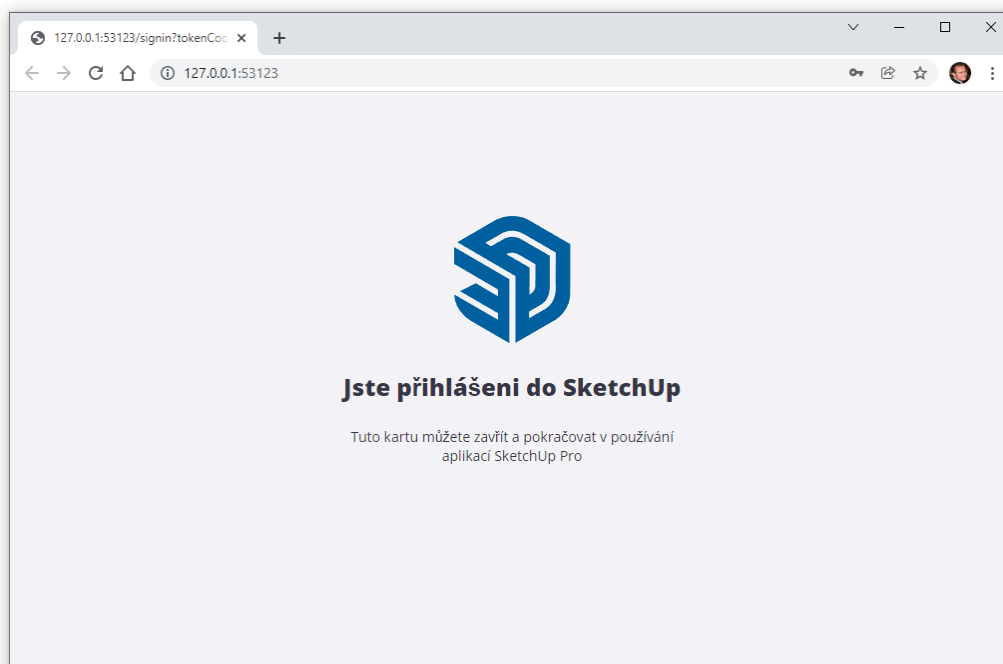 127.0.0.1:53123/signin?tokenCod
127.0.0.1:53123
Jste přihlášeni do SketchUp
Tuto kartu můžete zavřít a pokračovat v používání
aplikací SketchUp Pro